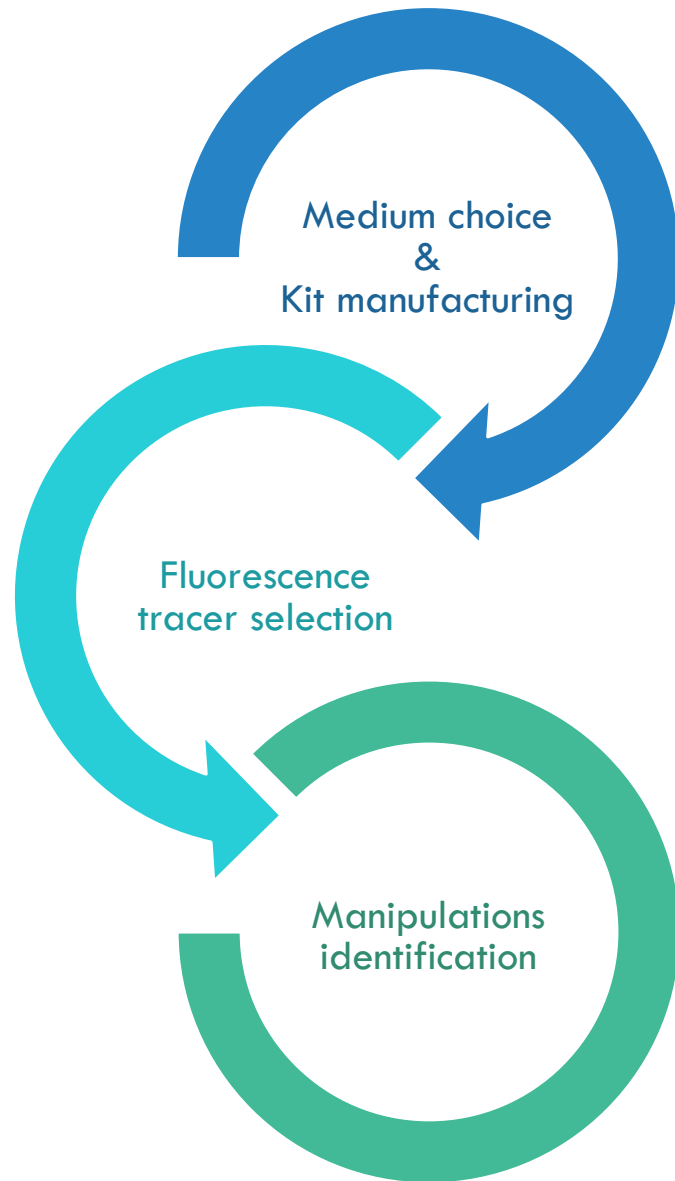 Medium choice
&
Kit manufacturing
Fluorescence
tracer selection
Manipulations
identification